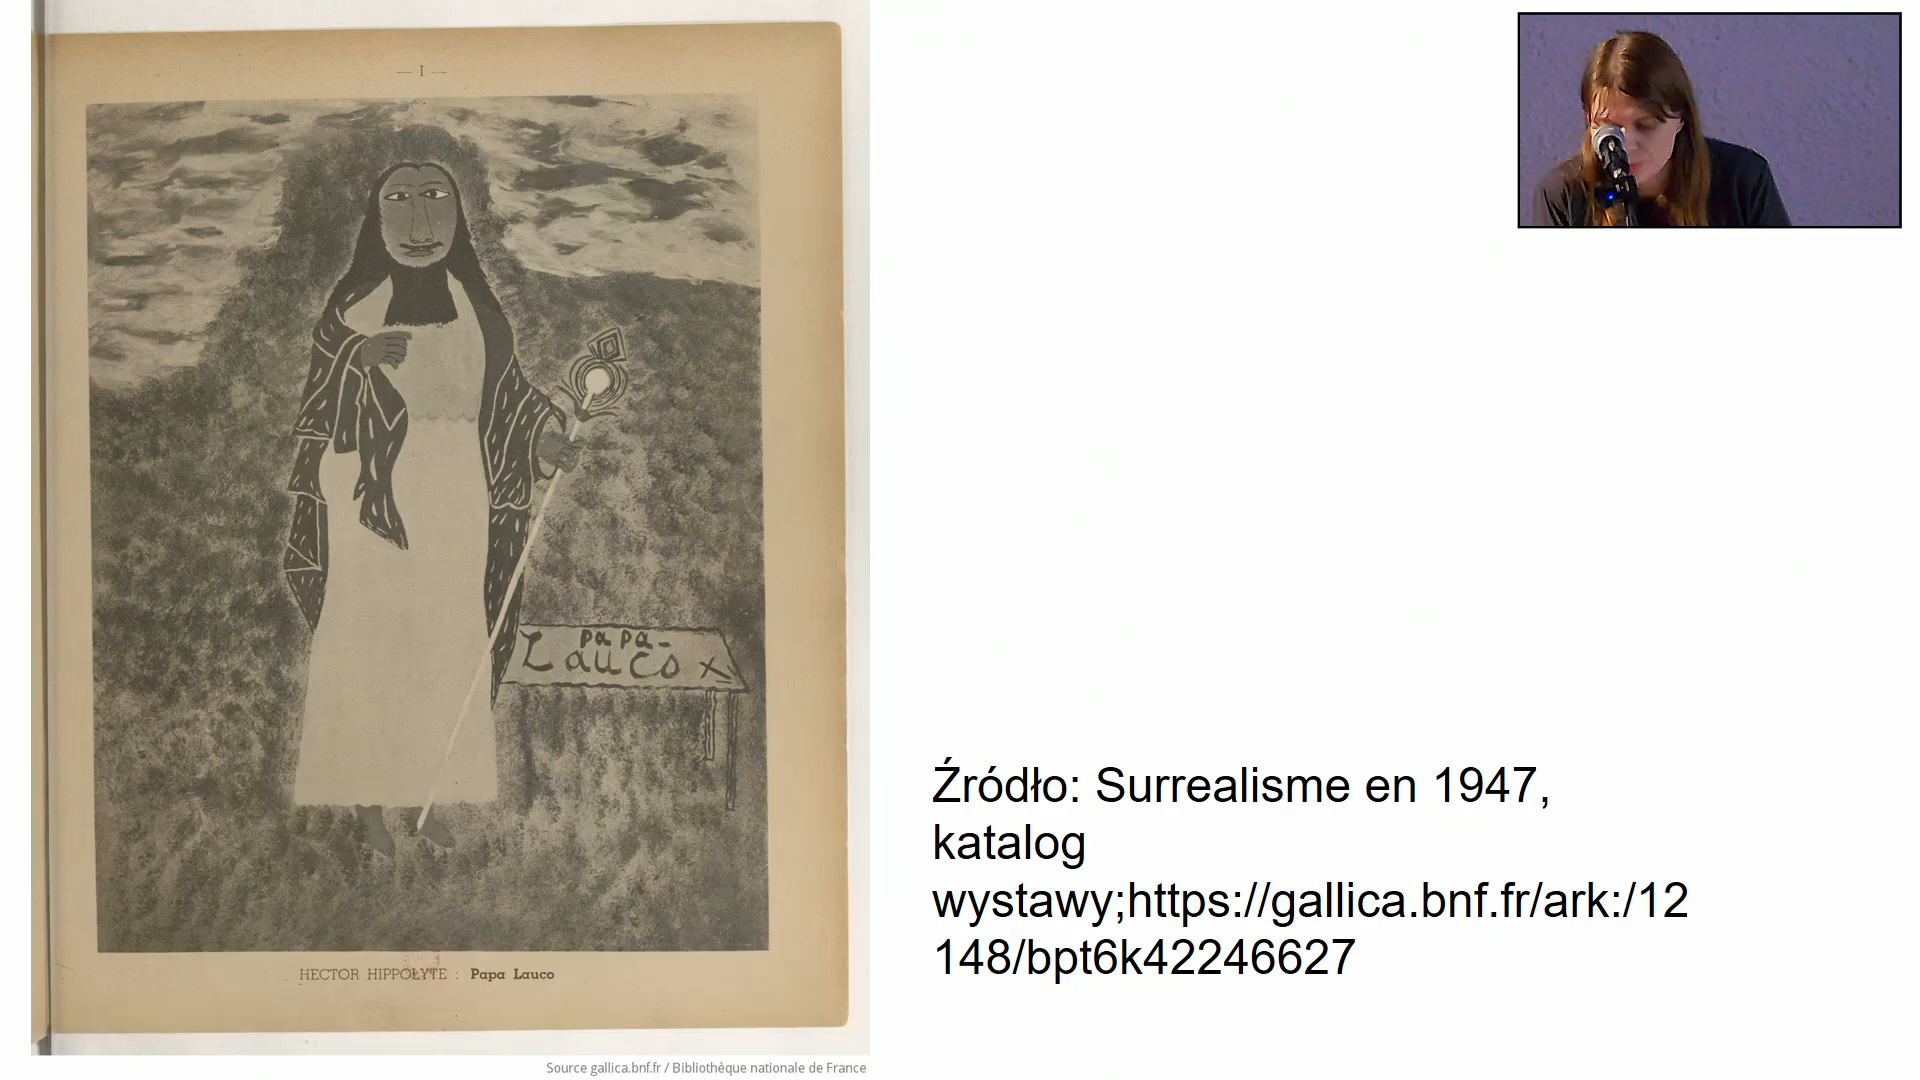 — I —
papa-
Lauco
HECTOR HIPPOLYTE : Papa Lauco
Source gallica.bnf.fr / Bibliothèque nationale de France
Źródło: Surrealisme en 1947,
katalog
wystawy;https://gallica.bnf.fr/ark:/12
148/bpt6k42246627